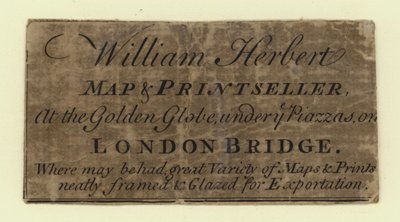 William Herbert
MAP & PRINTSELLER,
At the Golden Globe, under yͤ Piazzas, on
LONDON BRIDGE.
Where may be had, great Variety of Maps & Prints
neatly framed & Glazed for Exportation.